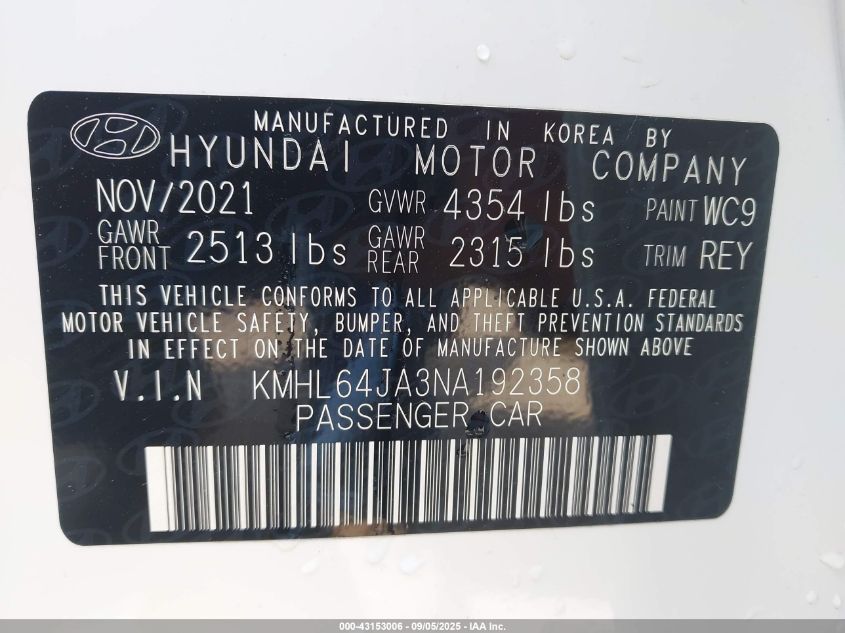 MANUFACTURED IN KOREA BY
HYUNDAI MOTOR COMPANY
NOV/2021 GVWR 4354 lbs PAINT WC9
GAWR FRONT 2513 lbs GAWR REAR 2315 lbs TRIM REY
THIS VEHICLE CONFORMS TO ALL APPLICABLE U.S.A. FEDERAL
MOTOR VEHICLE SAFETY, BUMPER, AND THEFT PREVENTION STANDARDS
IN EFFECT ON THE DATE OF MANUFACTURE SHOWN ABOVE
V.I.N KMHL64JA3NA192358
PASSENGER CAR
000-43153006 - 09/05/2025 - IAA Inc.